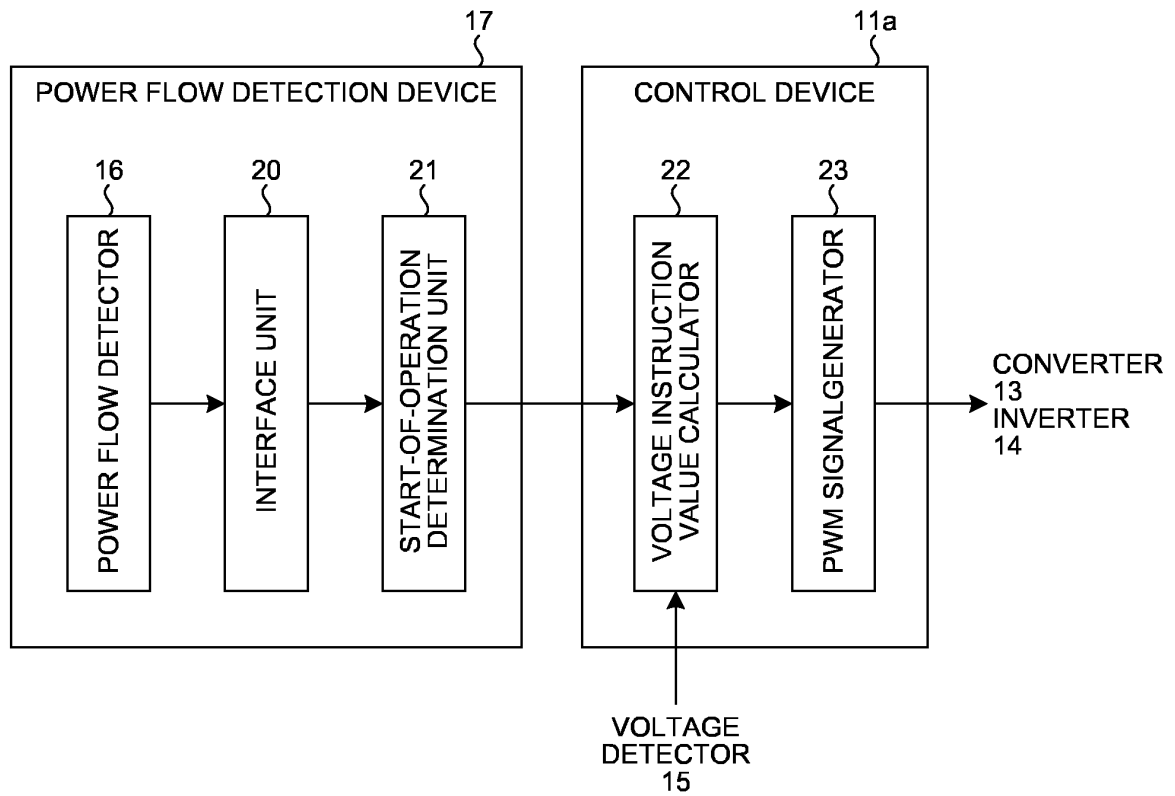 17
11a
POWER FLOW DETECTION DEVICE
CONTROL DEVICE
16
20
21
22
23
POWER FLOW DETECTOR
INTERFACE UNIT
START-OF-OPERATION
DETERMINATION UNIT
VOLTAGE INSTRUCTION
VALUE CALCULATOR
PWM SIGNALGENERATOR
CONVERTER
13
INVERTER
14
VOLTAGE
DETECTOR
15